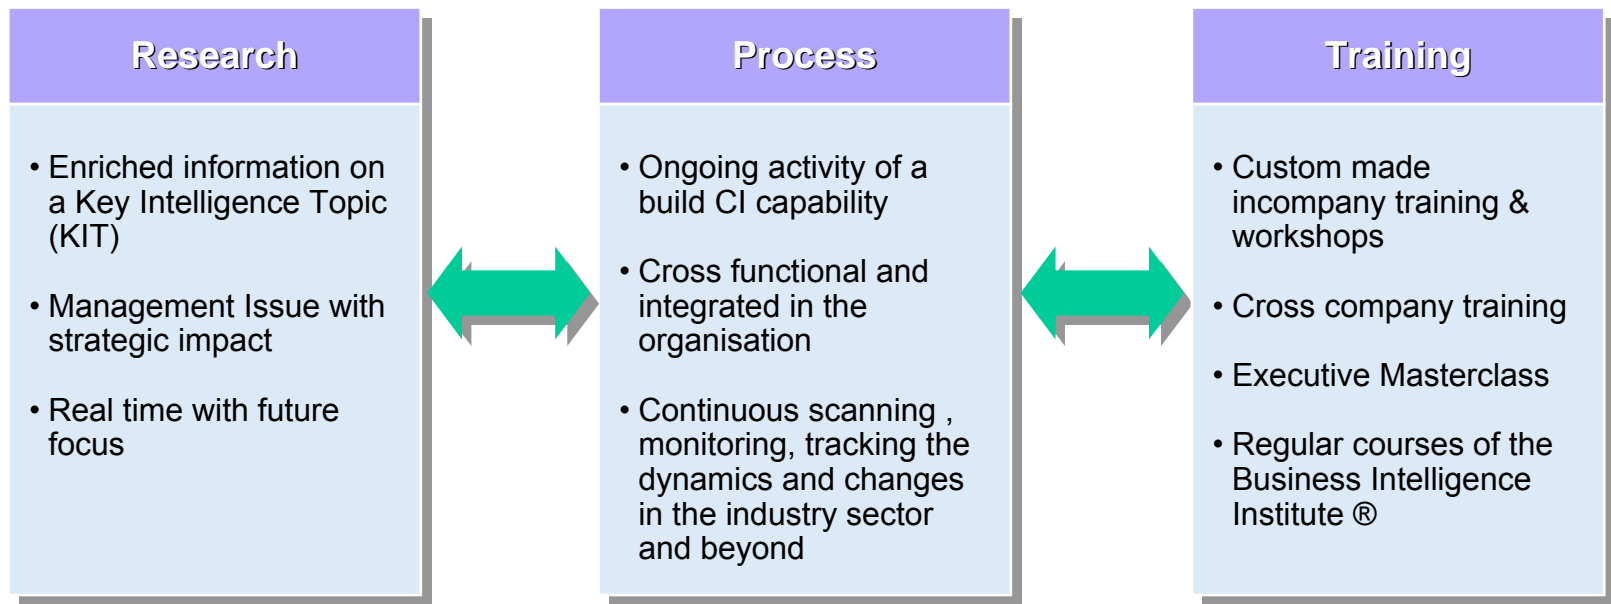 Research
• Enriched information on
a Key Intelligence Topic
(KIT)
• Management Issue with
strategic impact
• Real time with future
focus
Process
• Ongoing activity of a
build CI capability
• Cross functional and
integrated in the
organisation
• Continuous scanning ,
monitoring, tracking the
dynamics and changes
in the industry sector
and beyond
Training
• Custom made
incompany training &
workshops
• Cross company training
• Executive Masterclass
• Regular courses of the
Business Intelligence
Institute ®